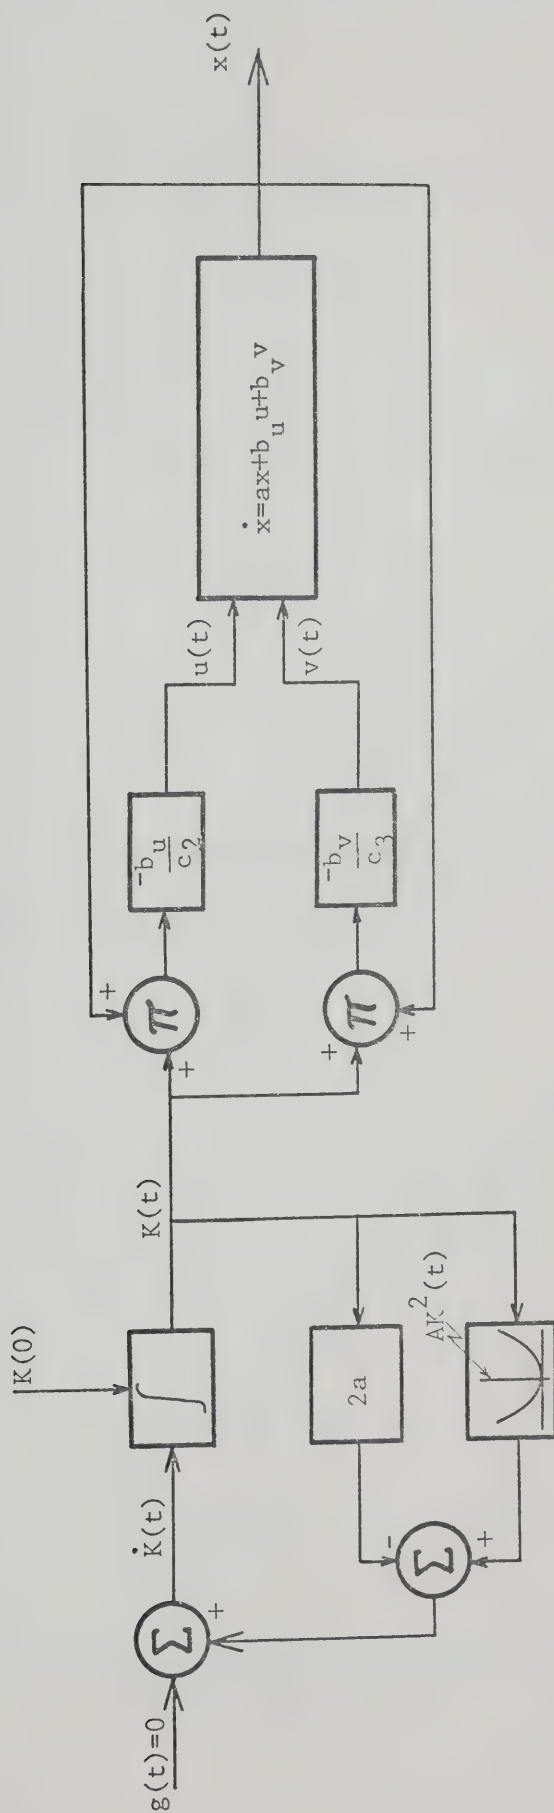 g(t)=0
Σ
+
K̇(t)
K(0)
∫
K(t)
Σ
-
+
2a
AK²(t)
π
+
+
π
+
+
-b_u
c_2
-b_v
c_3
u(t)
v(t)
ẋ=ax+b_u u+b_v v
x(t)